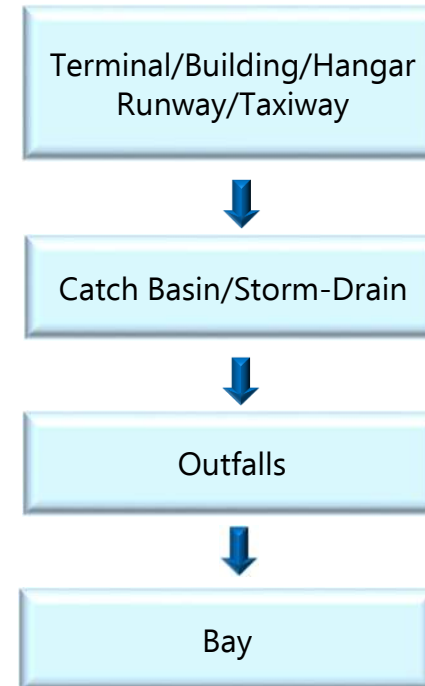 Terminal/Building/Hangar
Runway/Taxiway
Catch Basin/Storm-Drain
Outfalls
Bay